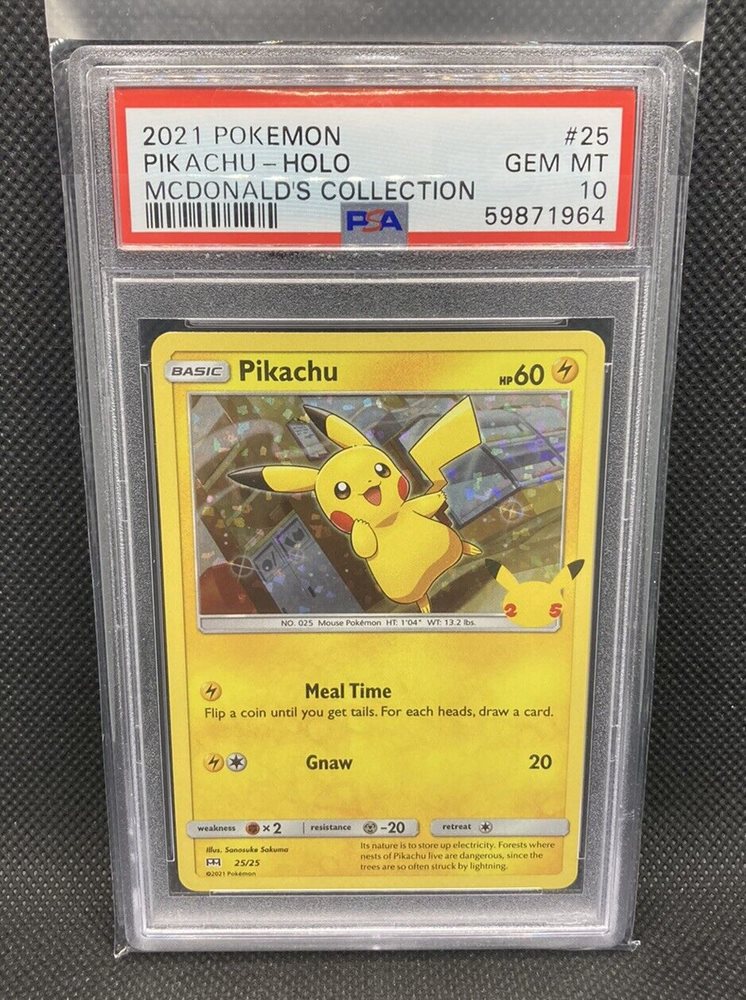 2021 POKEMON #25
PIKACHU - HOLO GEM MT
MCDONALD'S COLLECTION 10
PSA 59871964
BASIC Pikachu HP60
25
NO. 025 Mouse Pokémon HT: 1'04" WT: 13.2 lbs.
Meal Time
Flip a coin until you get tails. For each heads, draw a card.
Gnaw 20
weakness ×2 resistance -20 retreat
Illus. Sanosuke Sakuma
25/25
©2021 Pokémon
Its nature is to store up electricity. Forests where
nests of Pikachu live are dangerous, since the
trees are so often struck by lightning.